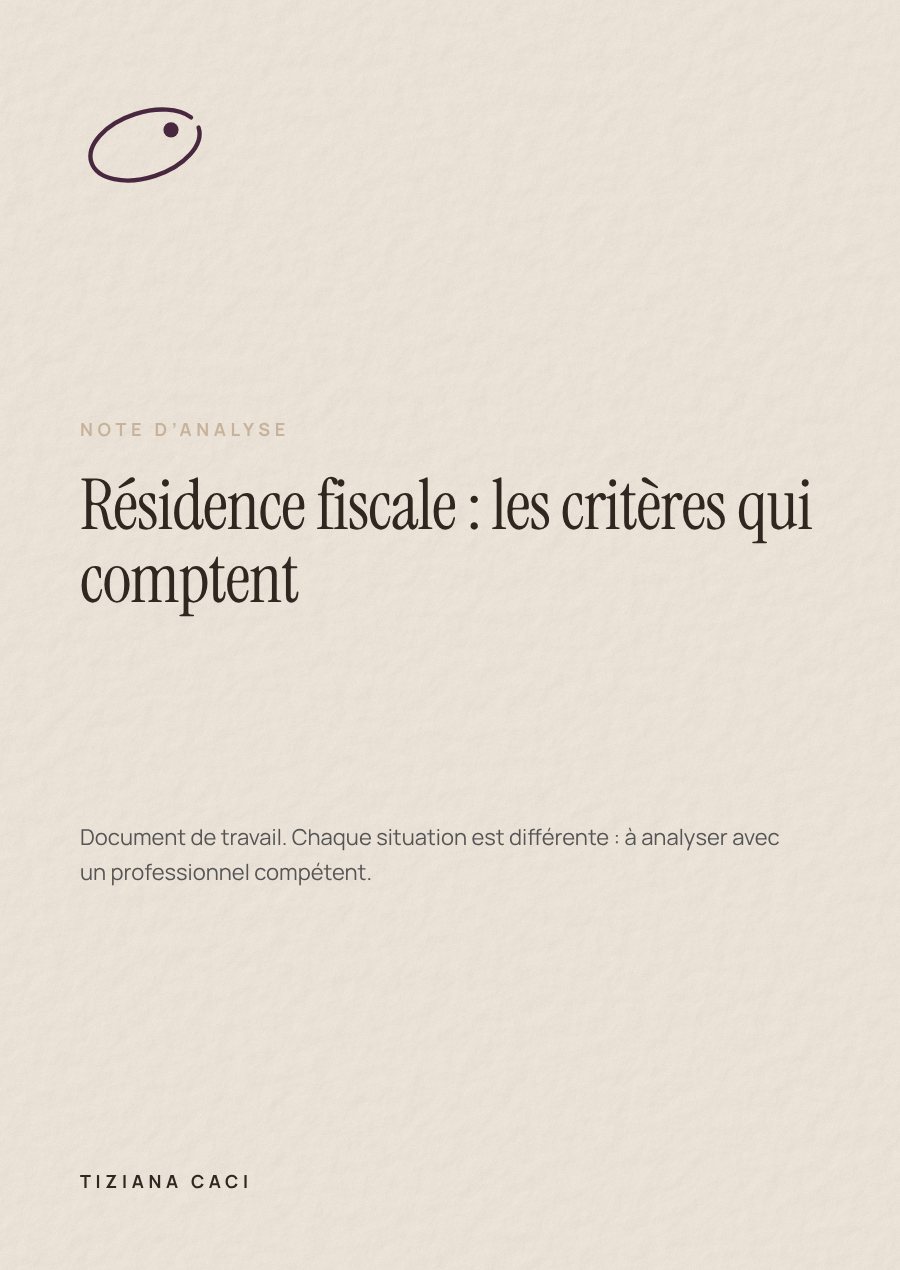 NOTE D’ANALYSE
Résidence fiscale : les critères qui
comptent
Document de travail. Chaque situation est différente : à analyser avec
un professionnel compétent.
TIZIANA CACI